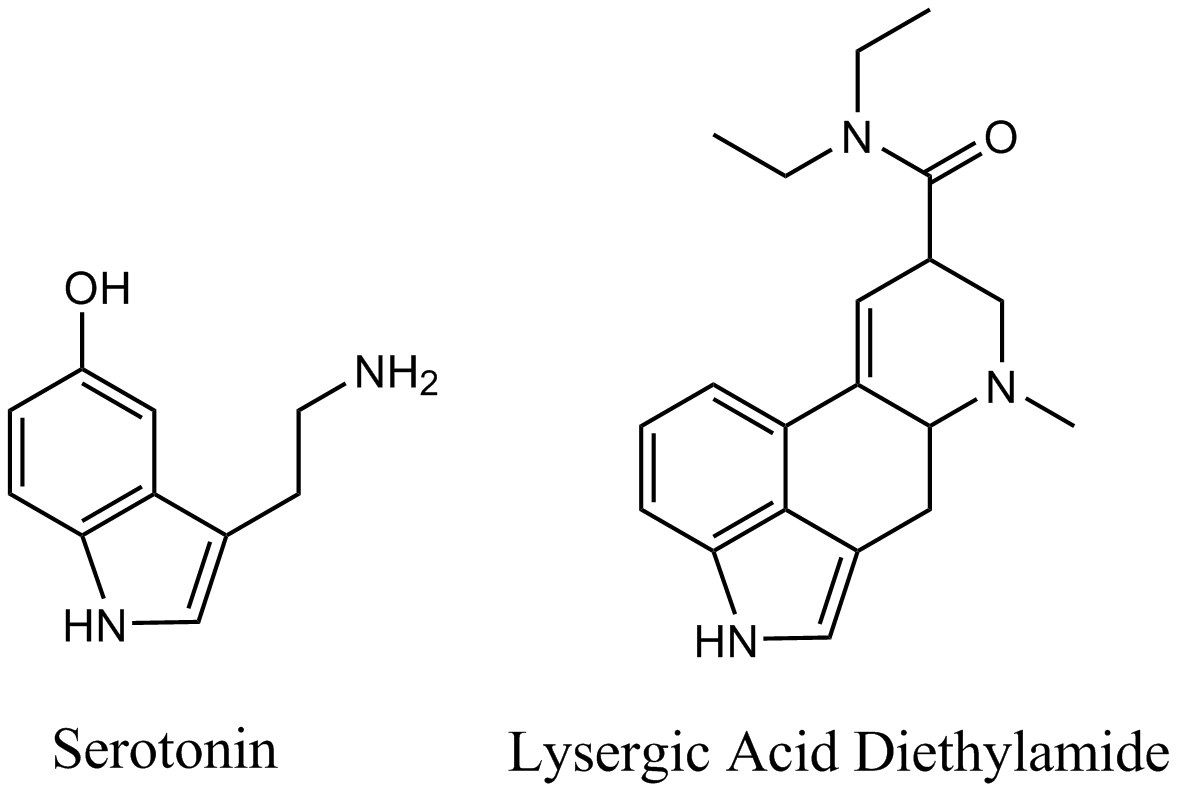 N
O
OH
NH2
N
HN
HN
Serotonin
Lysergic Acid Diethylamide